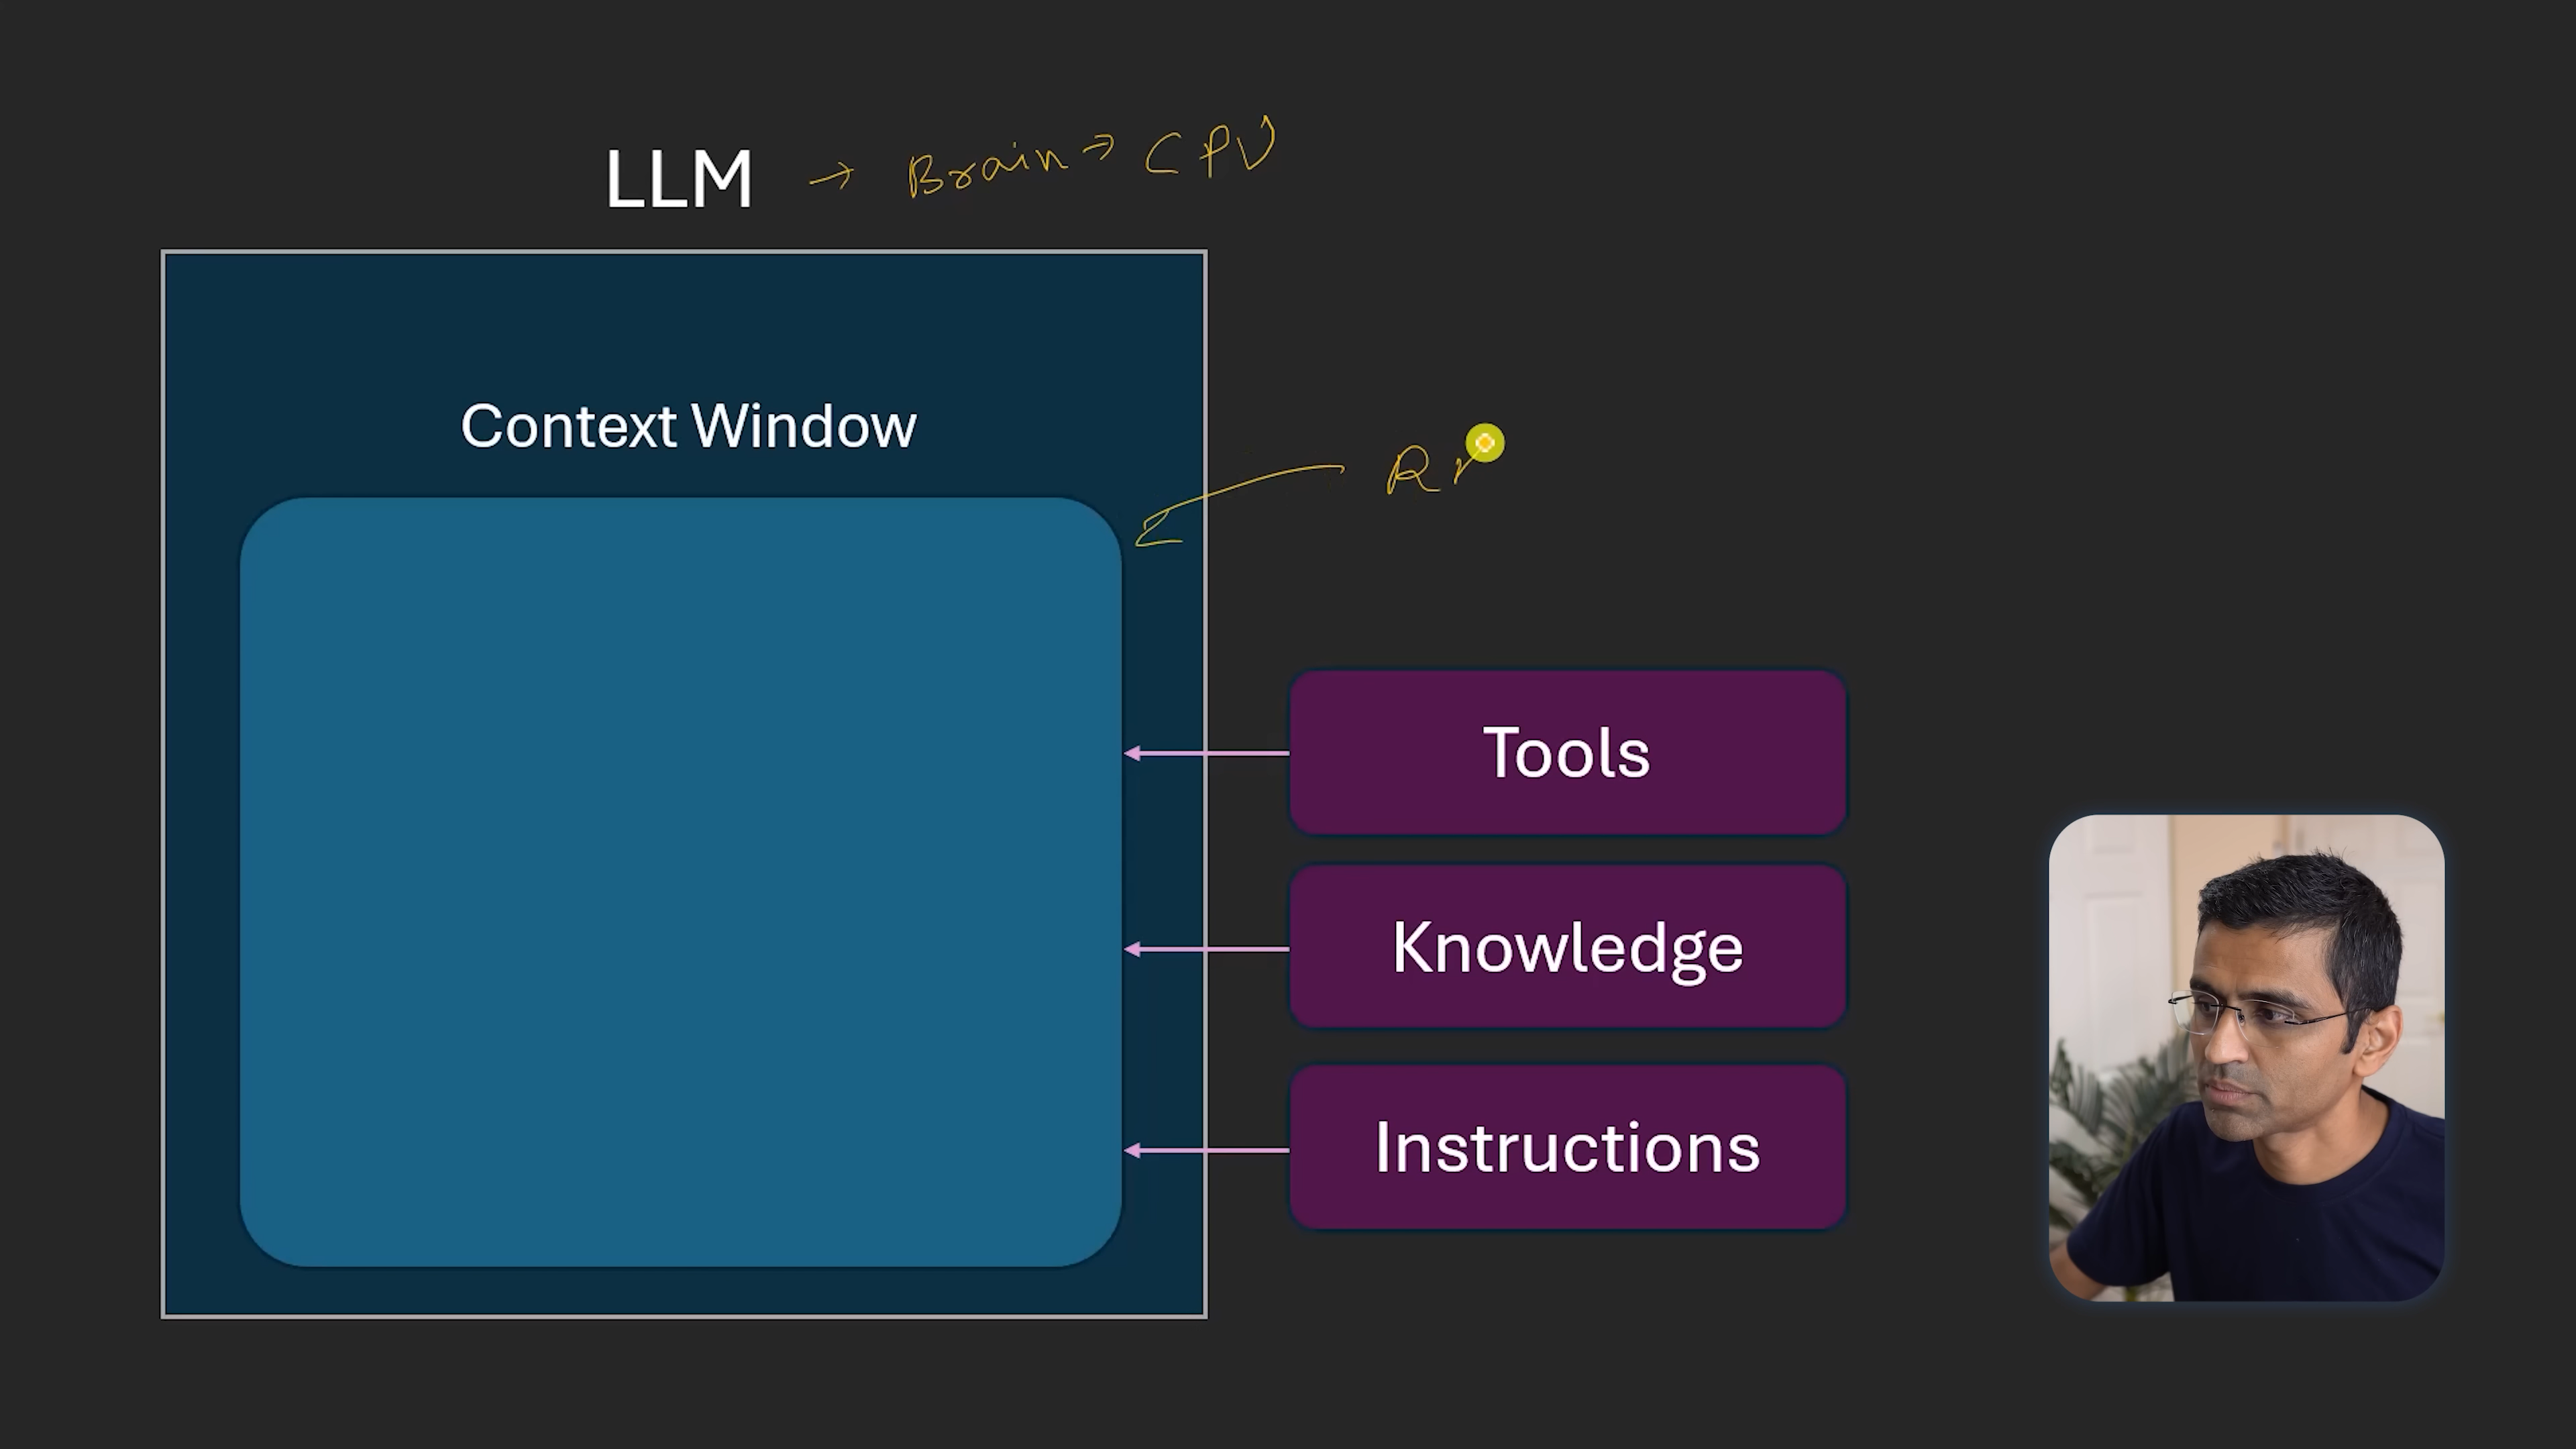 LLM → Brain → CPU
Context Window
R
Tools
Knowledge
Instructions